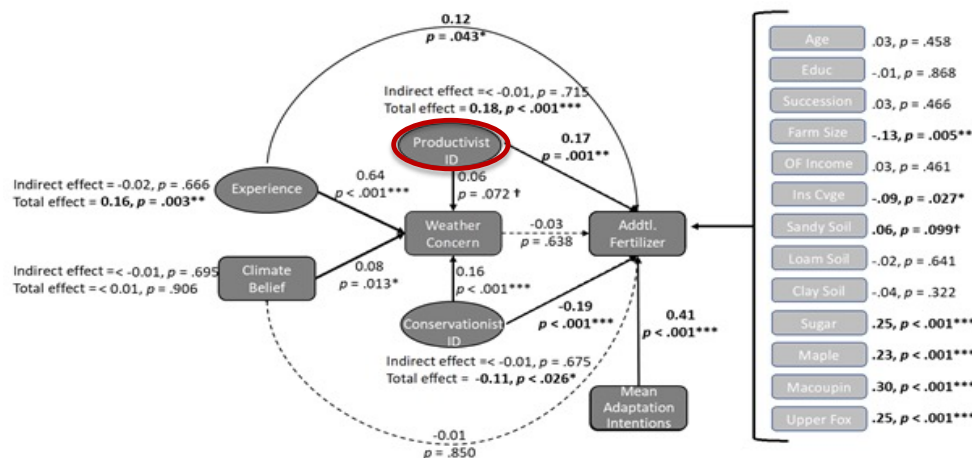 0.12
p = .043*
Indirect effect =< -0.01, p = .715
Total effect = 0.18, p < .001***
Productivist
ID
0.17
p = .001**
0.06
p = .072 †
Experience
0.64
p < .001***
Indirect effect = -0.02, p = .666
Total effect = 0.16, p = .003**
Weather
Concern
-0.03
p = .638
Addtl.
Fertilizer
Indirect effect =< -0.01, p = .695
Total effect = < 0.01, p = .906
Climate
Belief
0.08
p = .013*
0.16
p < .001***
Conservationist
ID
-0.19
p < .001***
0.41
p < .001***
Indirect effect =< -0.01, p = .675
Total effect = -0.11, p < .026*
Mean
Adaptation
Intentions
-0.01
p = .850
Age .03, p = .458
Educ -.01, p = .868
Succession .03, p = .466
Farm Size -.13, p = .005**
OF Income .03, p = .461
Ins Cvge -.09, p = .027*
Sandy Soil .06, p = .099†
Loam Soil -.02, p = .641
Clay Soil -.04, p = .322
Sugar .25, p < .001***
Maple .23, p < .001***
Macoupin .30, p < .001***
Upper Fox .25, p < .001***